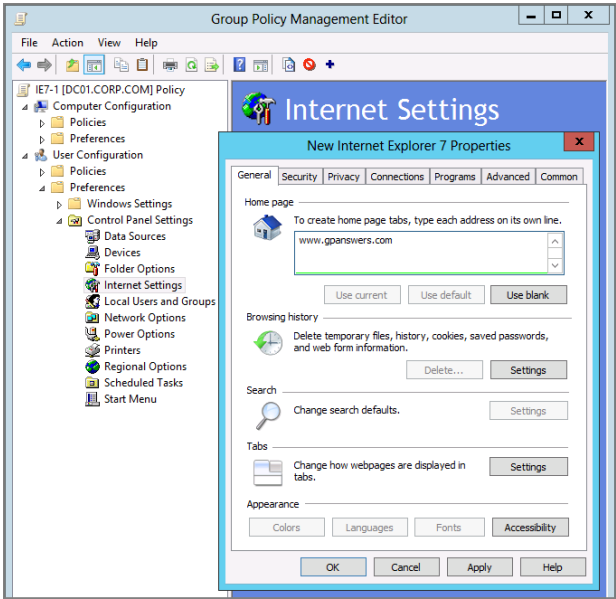 Group Policy Management Editor
File Action View Help
IE7-1 [DC01.CORP.COM] Policy
Computer Configuration
Policies
Preferences
User Configuration
Policies
Preferences
Windows Settings
Control Panel Settings
Data Sources
Devices
Folder Options
Internet Settings
Local Users and Groups
Network Options
Power Options
Printers
Regional Options
Scheduled Tasks
Start Menu
Internet Settings
New Internet Explorer 7 Properties
General Security Privacy Connections Programs Advanced Common
Home page
To create home page tabs, type each address on its own line.
www.gpanswers.com
Use current Use default Use blank
Browsing history
Delete temporary files, history, cookies, saved passwords,
and web form information.
Delete... Settings
Search
Change search defaults.
Settings
Tabs
Change how webpages are displayed in
tabs.
Settings
Appearance
Colors Languages Fonts Accessibility
OK Cancel Apply Help